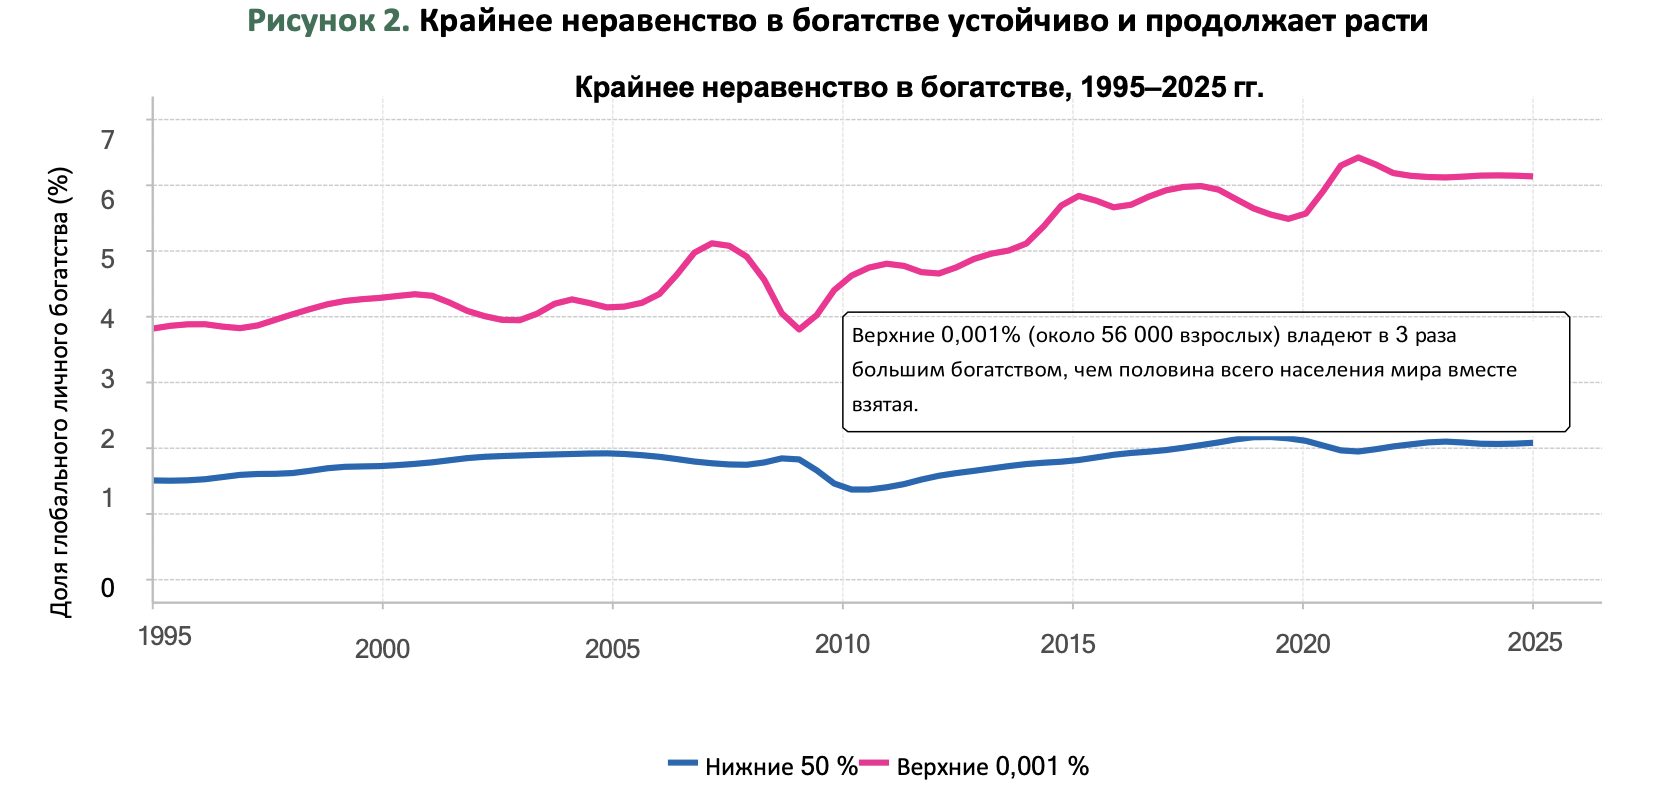 Рисунок 2. Крайнее неравенство в богатстве устойчиво и продолжает расти
Крайнее неравенство в богатстве, 1995–2025 гг.
Доля глобального личного богатства (%)
7
6
5
4
3
2
1
0
Верхние 0,001% (около 56 000 взрослых) владеют в 3 раза
большим богатством, чем половина всего населения мира вместе
взятая.
1995 2000 2005 2010 2015 2020 2025
Нижние 50 % Верхние 0,001 %